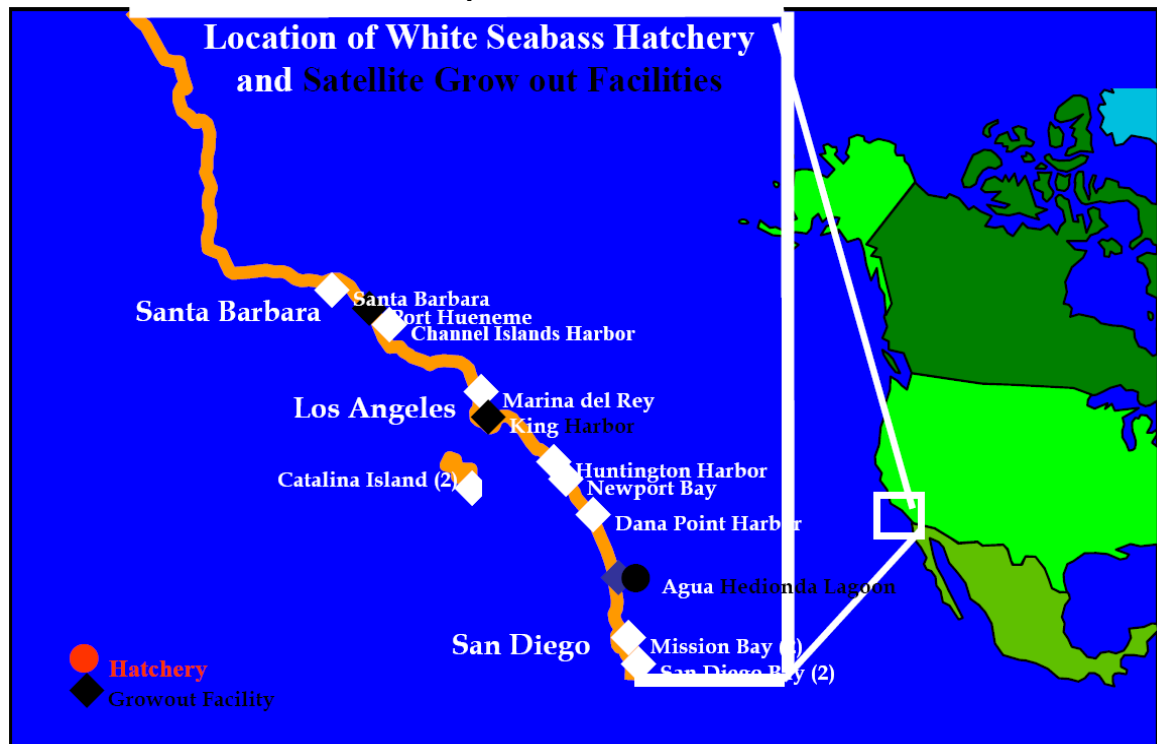 Location of White Seabass Hatchery
and Satellite Grow out Facilities
Santa Barbara
Santa Barbara
Port Hueneme
Channel Islands Harbor
Los Angeles
Marina del Rey
King Harbor
Catalina Island (2)
Huntington Harbor
Newport Bay
Dana Point Harbor
Agua Hedionda Lagoon
San Diego
Mission Bay (2)
San Diego Bay (2)
Hatchery
Growout Facility